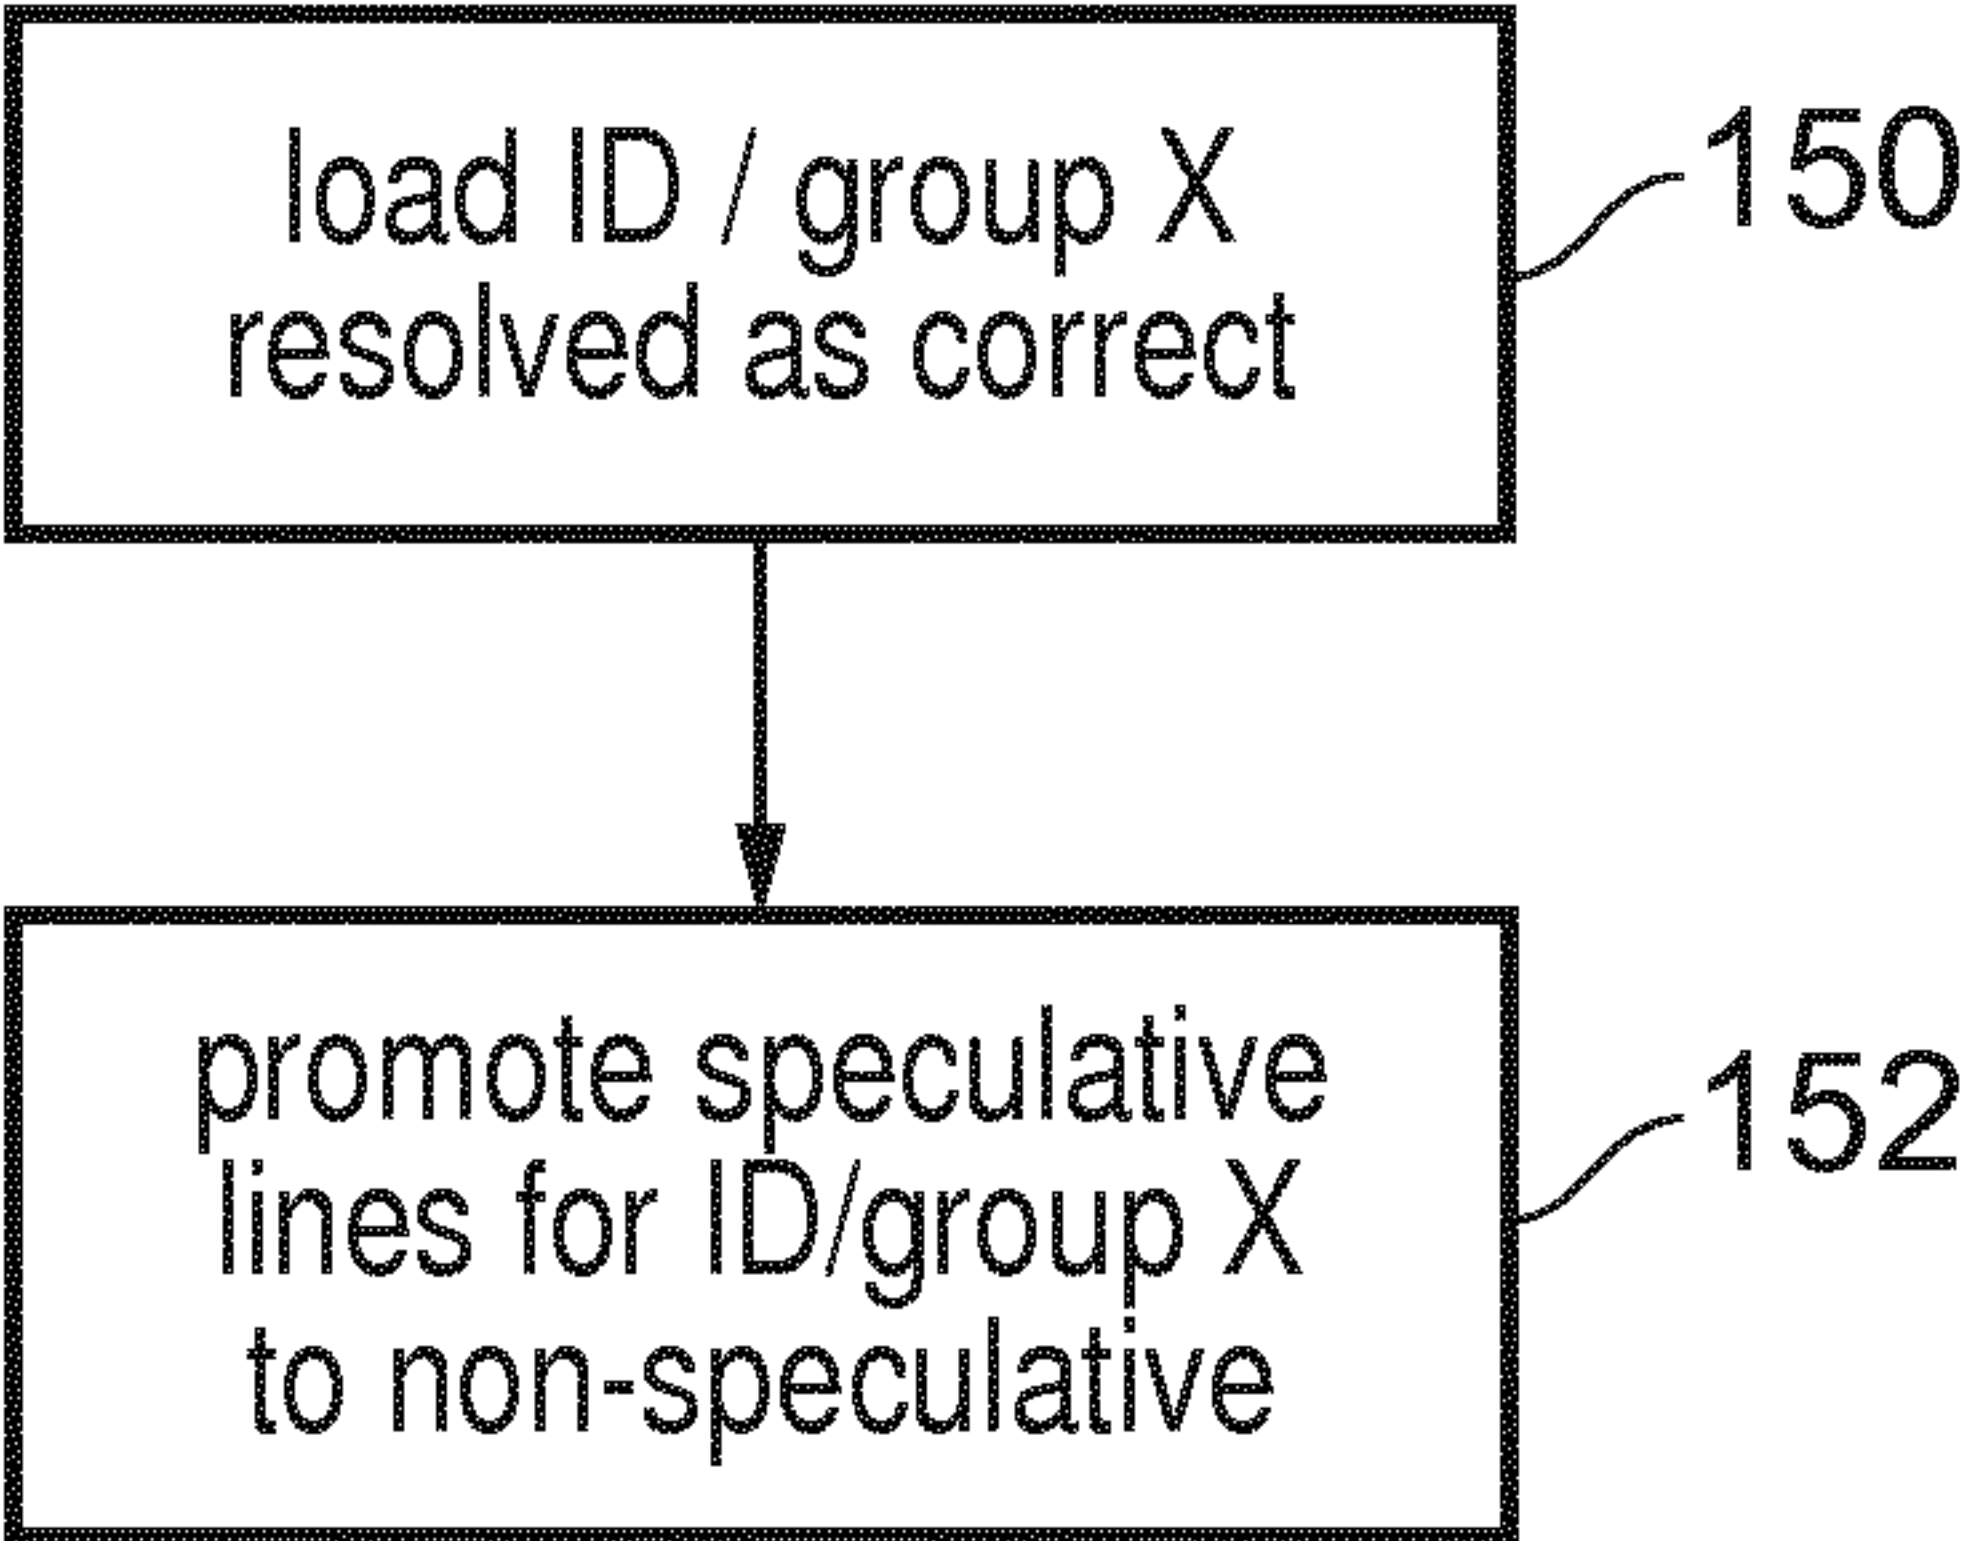 load ID / group X
resolved as correct
150
promote speculative
lines for ID/group X
to non-speculative
152